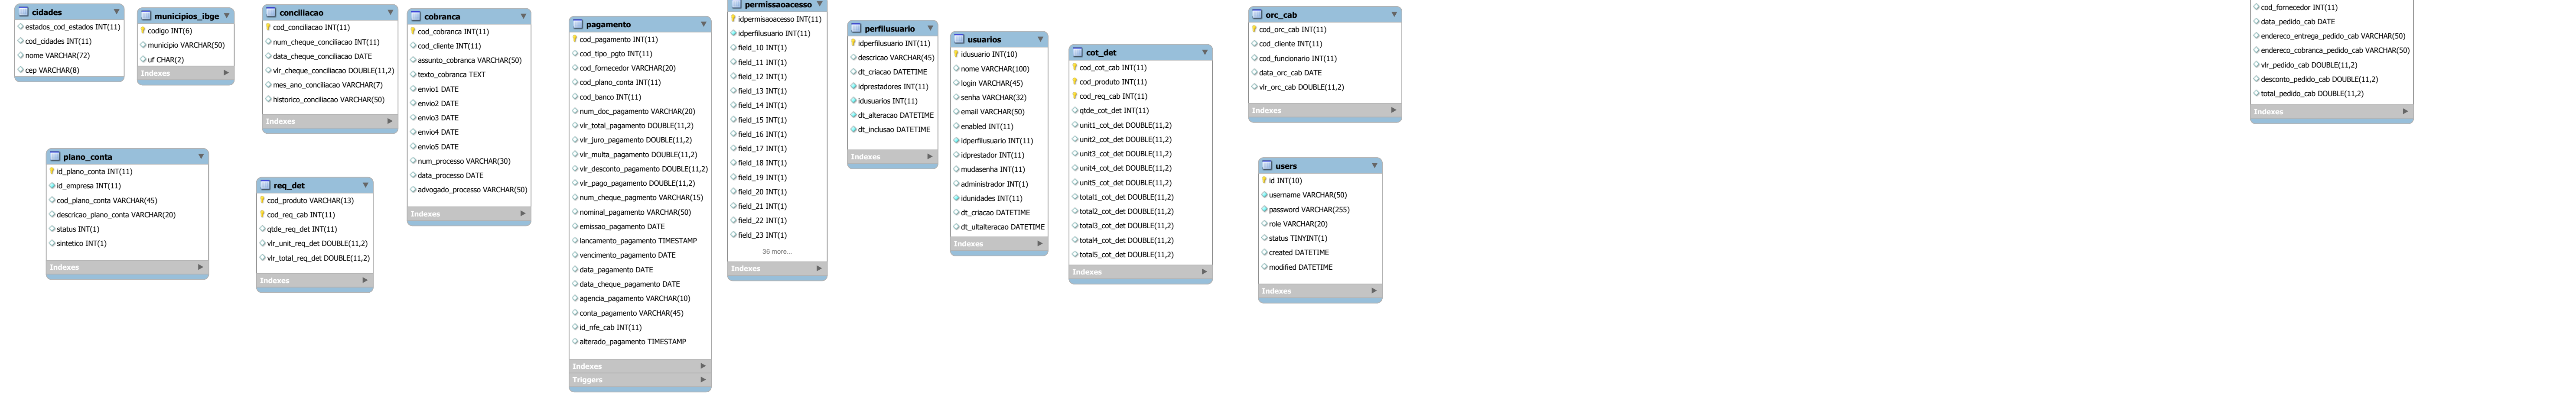 cidades
estados_cod_estados INT(11)
cod_cidades INT(11)
nome VARCHAR(72)
cep VARCHAR(8)
municipios_ibge
codigo INT(6)
municipio VARCHAR(50)
uf CHAR(2)
Indexes
conciliacao
cod_conciliacao INT(11)
num_cheque_conciliacao INT(11)
data_cheque_conciliacao DATE
vlr_cheque_conciliacao DOUBLE(11,2)
mes_ano_conciliacao VARCHAR(7)
historico_conciliacao VARCHAR(50)
Indexes
cobranca
cod_cobranca INT(11)
cod_cliente INT(11)
assunto_cobranca VARCHAR(50)
texto_cobranca TEXT
envio1 DATE
envio2 DATE
envio3 DATE
envio4 DATE
envio5 DATE
num_processo VARCHAR(30)
data_processo DATE
advogado_processo VARCHAR(50)
Indexes
plano_conta
id_plano_conta INT(11)
id_empresa INT(11)
cod_plano_conta VARCHAR(45)
descricao_plano_conta VARCHAR(20)
status INT(1)
sintetico INT(1)
Indexes
req_det
cod_produto VARCHAR(13)
cod_req_cab INT(11)
qtde_req_det INT(11)
vlr_unit_req_det DOUBLE(11,2)
vlr_total_req_det DOUBLE(11,2)
Indexes
pagamento
cod_pagamento INT(11)
cod_tipo_pgto INT(11)
cod_fornecedor VARCHAR(20)
cod_plano_conta INT(11)
cod_banco INT(11)
num_doc_pagamento VARCHAR(20)
vlr_total_pagamento DOUBLE(11,2)
vlr_juro_pagamento DOUBLE(11,2)
vlr_multa_pagamento DOUBLE(11,2)
vlr_desconto_pagamento DOUBLE(11,2)
vlr_pago_pagamento DOUBLE(11,2)
num_cheque_pagmento VARCHAR(15)
nominal_pagamento VARCHAR(50)
emissao_pagamento DATE
lancamento_pagamento TIMESTAMP
vencimento_pagamento DATE
data_pagamento DATE
data_cheque_pagamento DATE
agencia_pagamento VARCHAR(10)
conta_pagamento VARCHAR(45)
id_nfe_cab INT(11)
alterado_pagamento TIMESTAMP
Indexes
Triggers
permissaoacesso
idpermisaoacesso INT(11)
idperfilusuario INT(11)
field_10 INT(1)
field_11 INT(1)
field_12 INT(1)
field_13 INT(1)
field_14 INT(1)
field_15 INT(1)
field_16 INT(1)
field_17 INT(1)
field_18 INT(1)
field_19 INT(1)
field_20 INT(1)
field_21 INT(1)
field_22 INT(1)
field_23 INT(1)
36 more...
Indexes
perfilusuario
idperfilusuario INT(11)
descricao VARCHAR(45)
dt_criacao DATETIME
idprestadores INT(11)
idusuarios INT(11)
dt_alteracao DATETIME
dt_inclusao DATETIME
Indexes
usuarios
idusuario INT(10)
nome VARCHAR(100)
login VARCHAR(45)
senha VARCHAR(32)
email VARCHAR(50)
enabled INT(11)
idperfilusuario INT(11)
idprestador INT(11)
mudasenha INT(11)
administrador INT(1)
idunidades INT(11)
dt_criacao DATETIME
dt_ultalteracao DATETIME
Indexes
cot_det
cod_cot_cab INT(11)
cod_produto INT(11)
cod_req_cab INT(11)
qtde_cot_det INT(11)
unit1_cot_det DOUBLE(11,2)
unit2_cot_det DOUBLE(11,2)
unit3_cot_det DOUBLE(11,2)
unit4_cot_det DOUBLE(11,2)
unit5_cot_det DOUBLE(11,2)
total1_cot_det DOUBLE(11,2)
total2_cot_det DOUBLE(11,2)
total3_cot_det DOUBLE(11,2)
total4_cot_det DOUBLE(11,2)
total5_cot_det DOUBLE(11,2)
Indexes
orc_cab
cod_orc_cab INT(11)
cod_cliente INT(11)
cod_funcionario INT(11)
data_orc_cab DATE
vlr_orc_cab DOUBLE(11,2)
Indexes
users
id INT(10)
username VARCHAR(50)
password VARCHAR(255)
role VARCHAR(20)
status TINYINT(1)
created DATETIME
modified DATETIME
Indexes
cod_fornecedor INT(11)
data_pedido_cab DATE
endereco_entrega_pedido_cab VARCHAR(50)
endereco_cobranca_pedido_cab VARCHAR(50)
vlr_pedido_cab DOUBLE(11,2)
desconto_pedido_cab DOUBLE(11,2)
total_pedido_cab DOUBLE(11,2)
Indexes